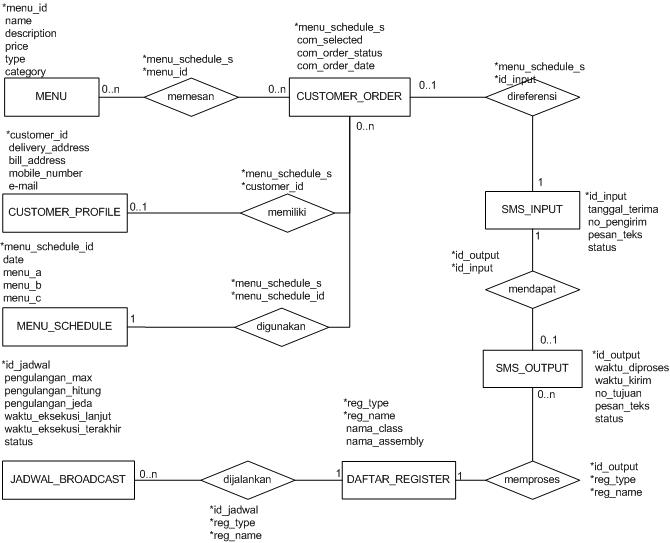 *menu_id
name
description
price
type
category
MENU
0..n
*menu_schedule_s
*menu_id
memesan
0..n
*menu_schedule_s
com_selected
com_order_status
com_order_date
CUSTOMER_ORDER
0..1
0..n
*menu_schedule_s
*id_input
direferensi
*customer_id
delivery_address
bill_address
mobile_number
e-mail
CUSTOMER_PROFILE
0..1
*menu_schedule_s
*customer_id
memiliki
1
SMS_INPUT
1
*id_input
tanggal_terima
no_pengirim
pesan_teks
status
*menu_schedule_id
date
menu_a
menu_b
menu_c
MENU_SCHEDULE
1
*menu_schedule_s
*menu_schedule_id
digunakan
*id_output
*id_input
mendapat
0..1
SMS_OUTPUT
0..n
*id_output
waktu_diproses
waktu_kirim
no_tujuan
pesan_teks
status
*id_jadwal
pengulangan_max
pengulangan_hitung
pengulangan_jeda
waktu_eksekusi_lanjut
waktu_eksekusi_terakhir
status
JADWAL_BROADCAST
0..n
dijalankan
*id_jadwal
*reg_type
*reg_name
1
*reg_type
*reg_name
nama_class
nama_assembly
DAFTAR_REGISTER
1
memproses
*id_output
*reg_type
*reg_name